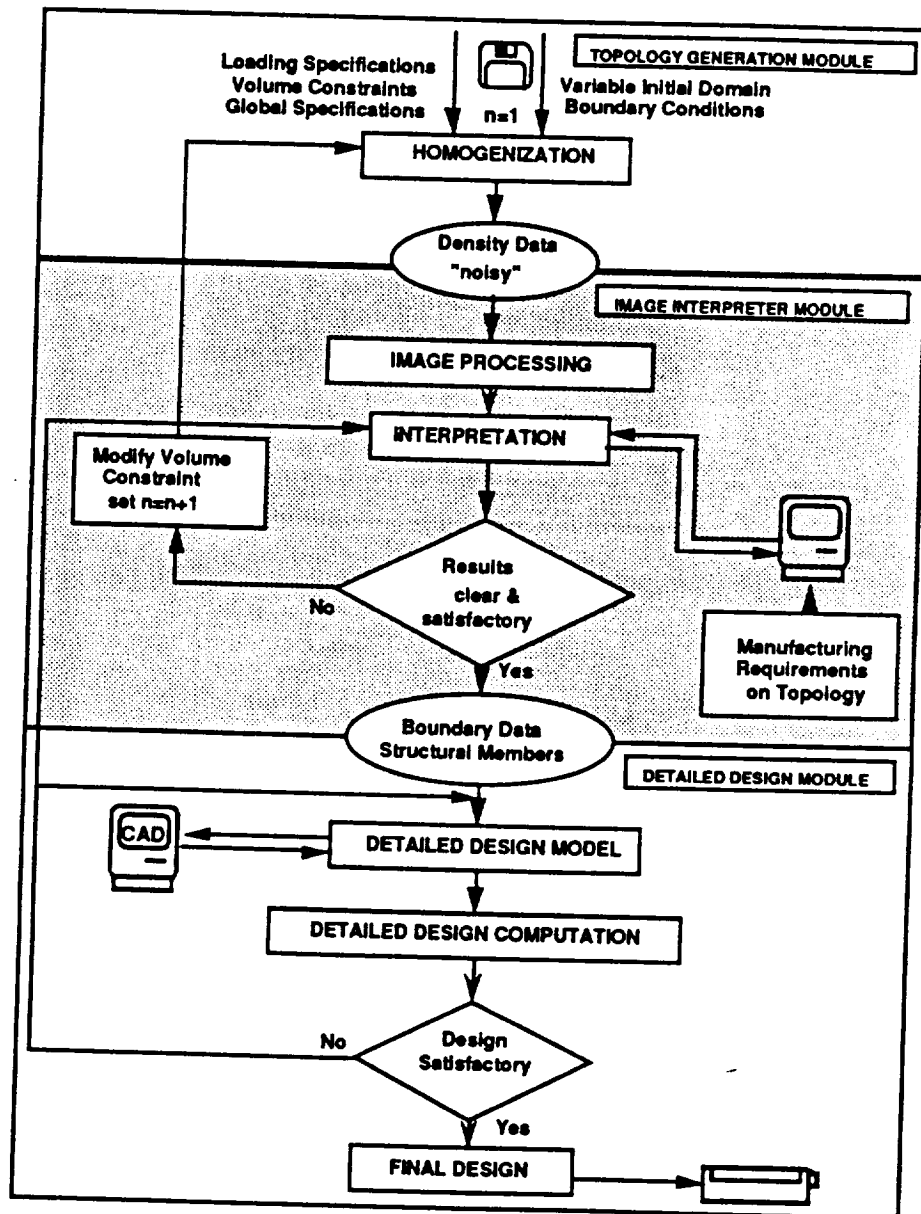 TOPOLOGY GENERATION MODULE
Loading Specifications
Volume Constraints
Global Specifications
n=1
Variable Initial Domain
Boundary Conditions
HOMOGENIZATION
Density Data
"noisy"
IMAGE INTERPRETER MODULE
IMAGE PROCESSING
INTERPRETATION
Modify Volume
Constraint
set n=n+1
Results
clear &
satisfactory
No
Yes
Manufacturing
Requirements
on Topology
Boundary Data
Structural Members
DETAILED DESIGN MODULE
CAD
DETAILED DESIGN MODEL
DETAILED DESIGN COMPUTATION
No
Design
Satisfactory
Yes
FINAL DESIGN